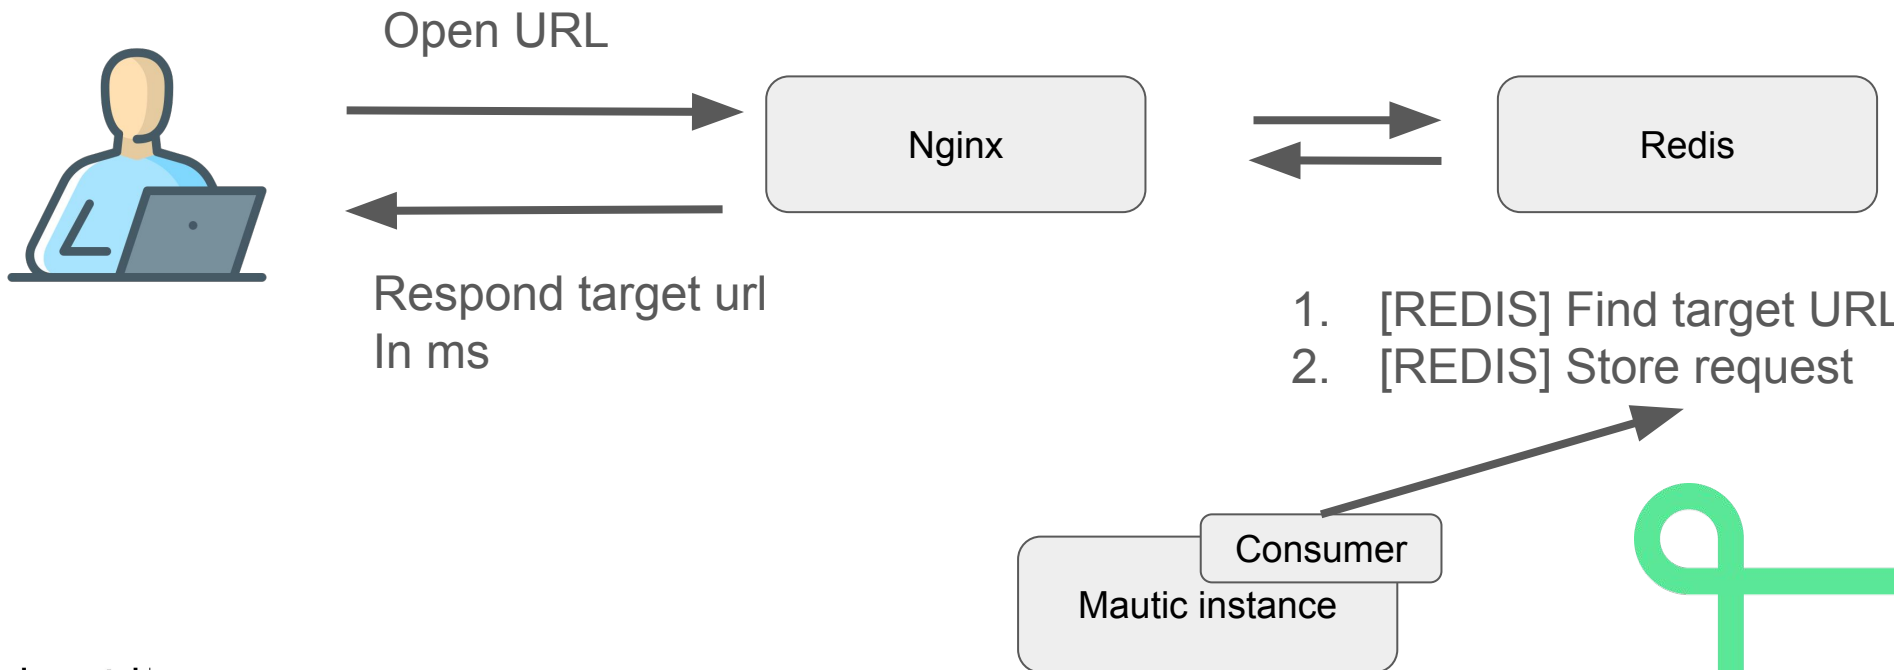 Open URL
Nginx
Redis
Respond target url
In ms
1. [REDIS] Find target URL
2. [REDIS] Store request
Consumer
Mautic instance